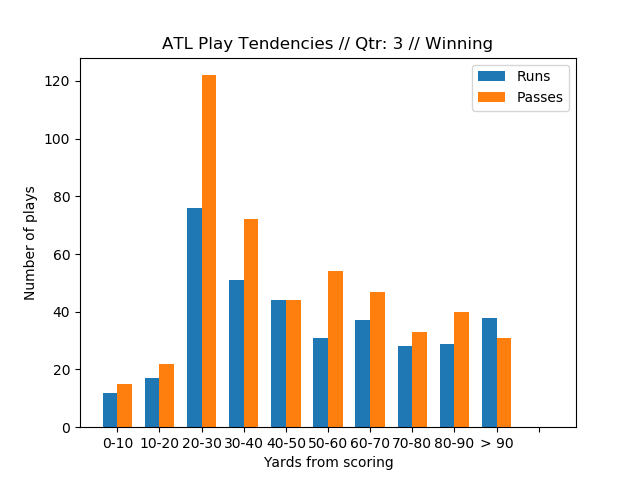 ATL Play Tendencies // Qtr: 3 // Winning
Runs
Passes
Number of plays
120
100
80
60
40
20
0
0-10 10-20 20-30 30-40 40-50 50-60 60-70 70-80 80-90 > 90
Yards from scoring